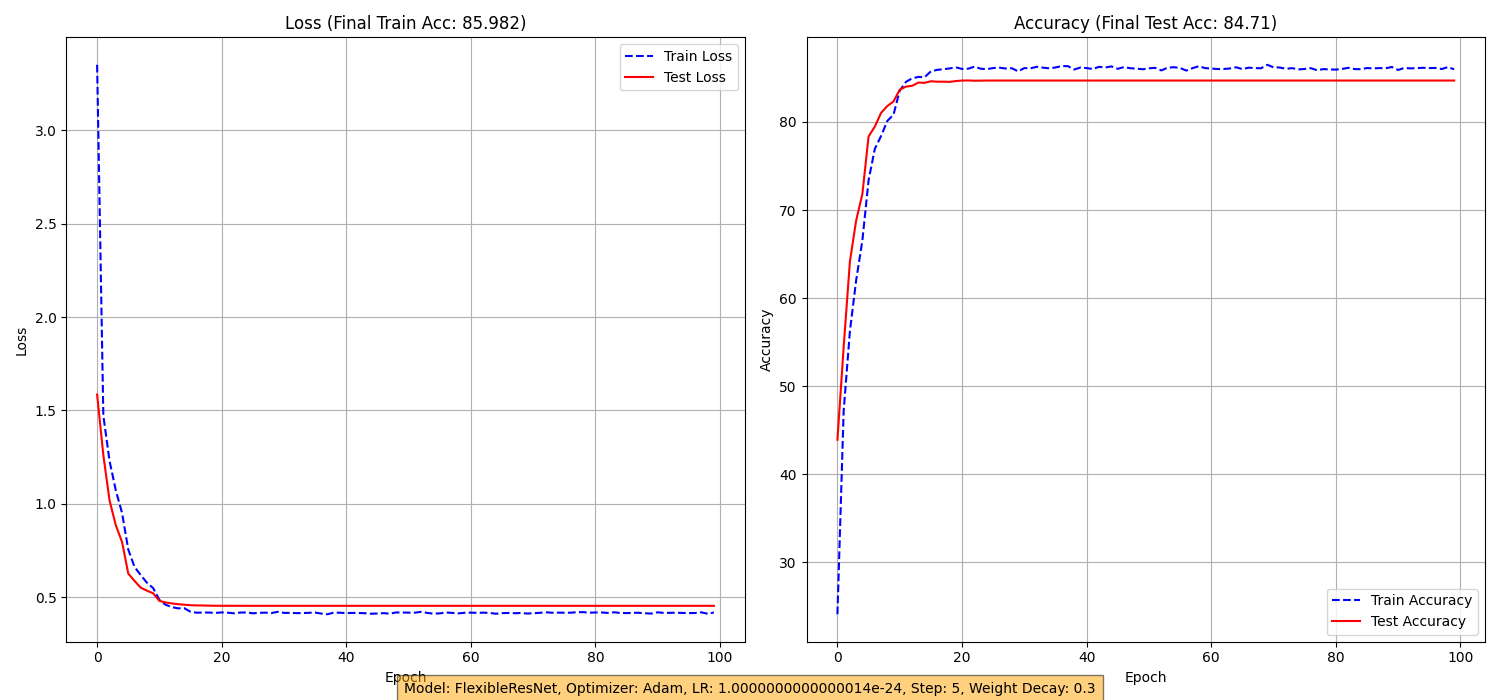 Loss (Final Train Acc: 85.982)
Train Loss
Test Loss
3.0
2.5
2.0
1.5
1.0
0.5
Loss
0 20 40 60 80 100
Epoch
Accuracy (Final Test Acc: 84.71)
80
70
60
50
40
30
Accuracy
Train Accuracy
Test Accuracy
0 20 40 60 80 100
Epoch
Model: FlexibleResNet, Optimizer: Adam, LR: 1.0000000000000014e-24, Step: 5, Weight Decay: 0.3